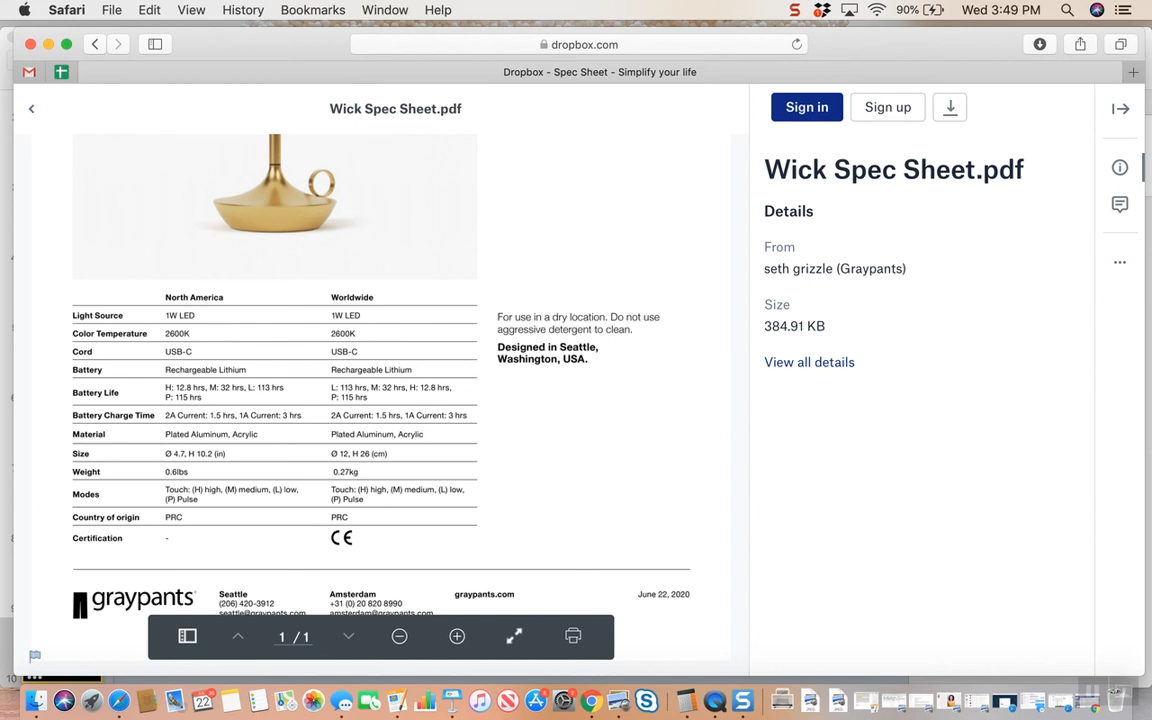 Safari File Edit View History Bookmarks Window Help 90% Wed 3:49 PM
dropbox.com
Dropbox - Spec Sheet - Simplify your life
Wick Spec Sheet.pdf
Sign in Sign up
Wick Spec Sheet.pdf
Details
From
seth grizzle (Graypants)
Size
384.91 KB
View all details
North America Worldwide
Light Source 1W LED 1W LED
Color Temperature 2600K 2600K
Cord USB-C USB-C
Battery Rechargeable Lithium Rechargeable Lithium
Battery Life H: 12.8 hrs, M: 32 hrs, L: 113 hrs P: 115 hrs L: 113 hrs, M: 32 hrs, H: 12.8 hrs, P: 115 hrs
Battery Charge Time 2A Current: 1.5 hrs, 1A Current: 3 hrs 2A Current: 1.5 hrs, 1A Current: 3 hrs
Material Plated Aluminum, Acrylic Plated Aluminum, Acrylic
Size Ø 4.7, H 10.2 (in) Ø 12, H 26 (cm)
Weight 0.6lbs 0.27kg
Modes Touch: (H) high, (M) medium, (L) low, (P) Pulse Touch: (H) high, (M) medium, (L) low, (P) Pulse
Country of origin PRC PRC
Certification - CE
For use in a dry location. Do not use
aggressive detergent to clean.
Designed in Seattle,
Washington, USA.
graypants
Seattle
(206) 420-3912
seattle@graypants.com
Amsterdam
+31 (0) 20 820 8990
amsterdam@graypants.com
graypants.com
June 22, 2020
1 / 1